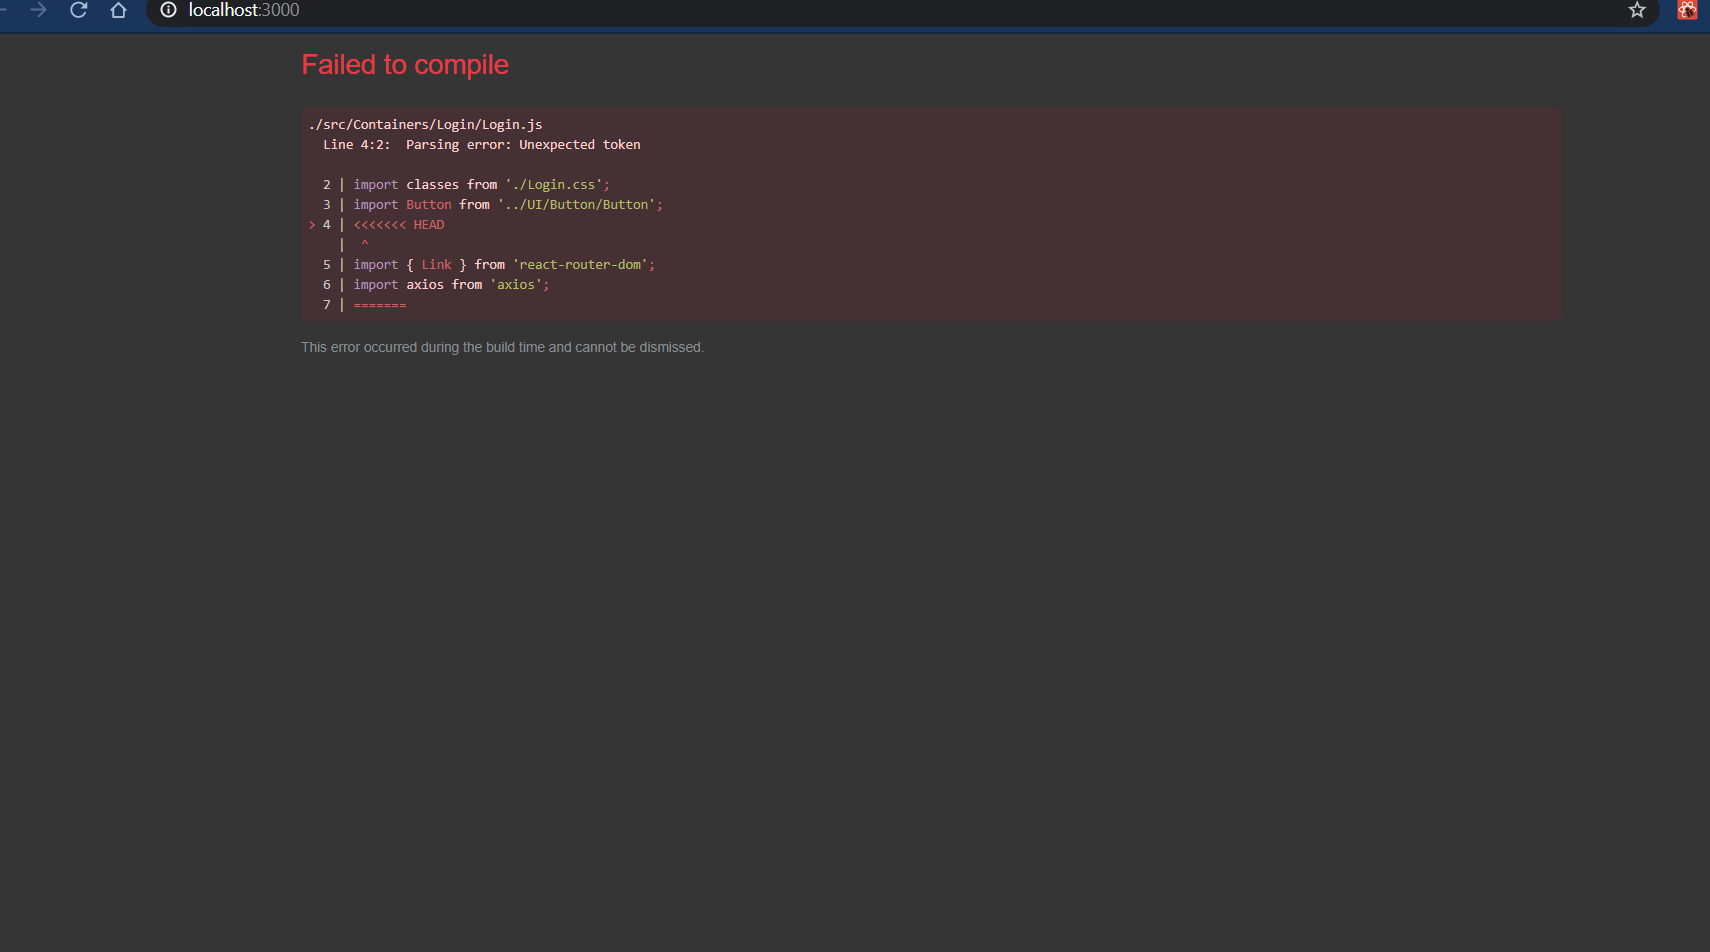 localhost:3000
Failed to compile
./src/Containers/Login/Login.js
  Line 4:2:  Parsing error: Unexpected token
  2 | import classes from './Login.css';
  3 | import Button from '../UI/Button/Button';
> 4 | <<<<<<< HEAD
    |  ^
  5 | import { Link } from 'react-router-dom';
  6 | import axios from 'axios';
  7 | =======
This error occurred during the build time and cannot be dismissed.